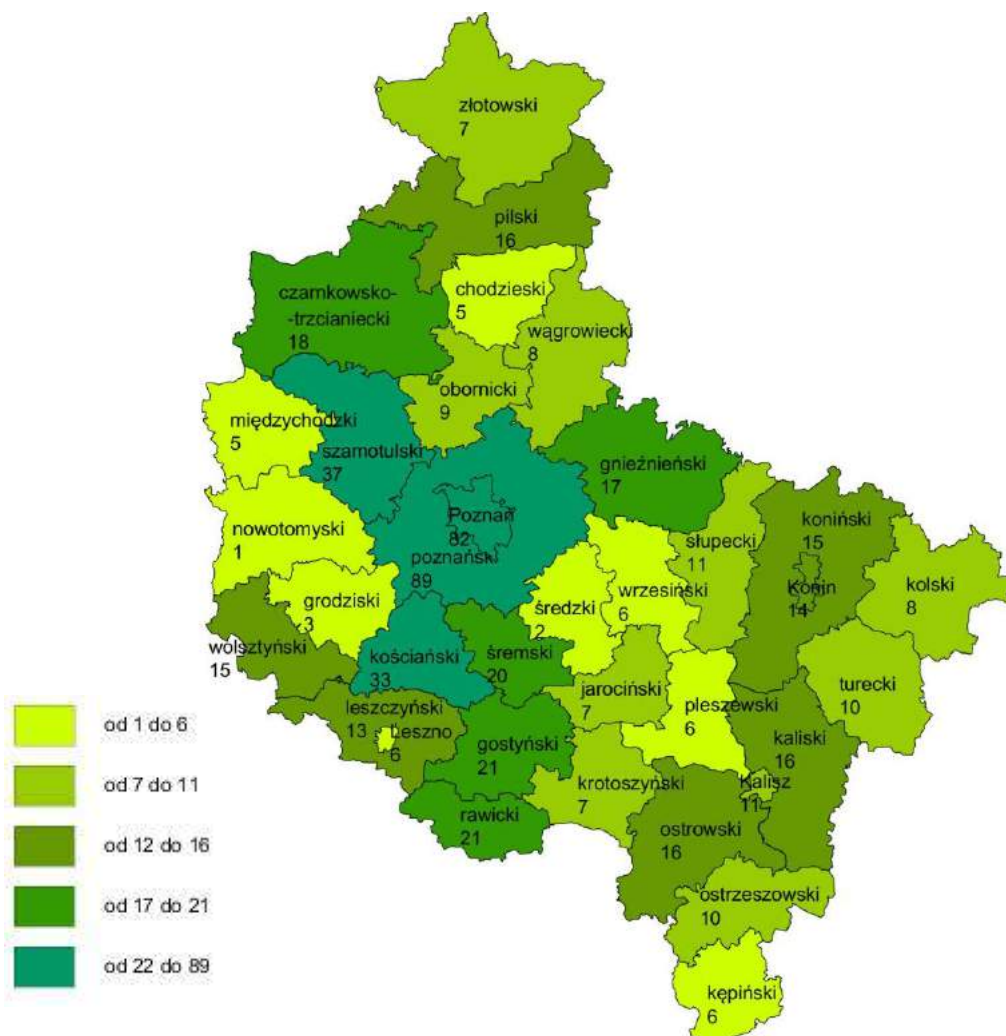 złotowski
7
pilski
16
chodzieski
5
czarnkowsko-
-trzcianiecki
18
wągrowiecki
8
obornicki
9
międzychodzki
5
szamotulski
37
gnieźnieński
17
nowotomyski
1
Poznań
82
poznański
89
słupecki
11
koniński
15
Konin
14
kolski
8
grodziski
3
średzki
2
wrzesiński
6
wolsztyński
15
kościański
33
śremski
20
jarociński
7
pleszewski
6
turecki
10
leszczyński
13
Leszno
6
gostyński
21
kaliski
16
krotoszyński
7
Kalisz
11
rawicki
21
ostrowski
16
ostrzeszowski
10
kępiński
6
od 1 do 6
od 7 do 11
od 12 do 16
od 17 do 21
od 22 do 89